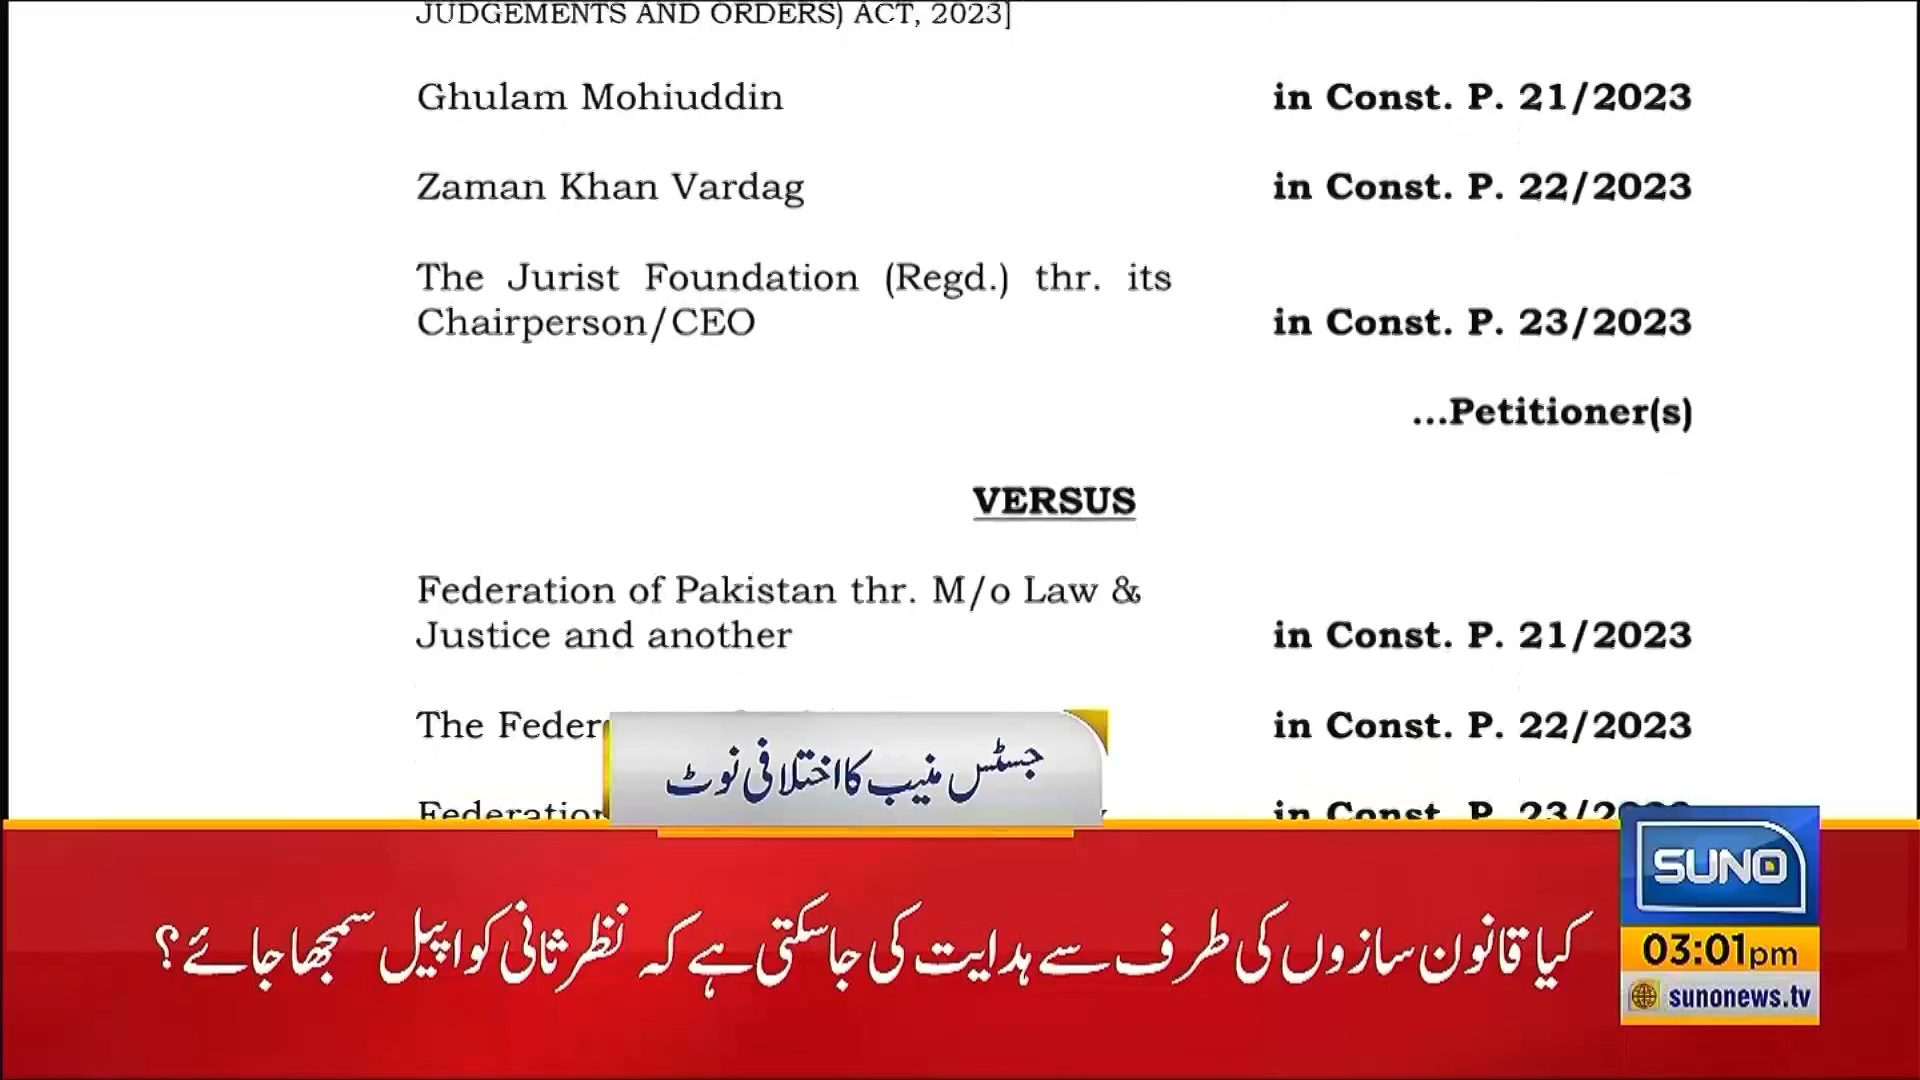 JUDGEMENTS AND ORDERS) ACT, 2023]
Ghulam Mohiuddin in Const. P. 21/2023
Zaman Khan Vardag in Const. P. 22/2023
The Jurist Foundation (Regd.) thr. its
Chairperson/CEO in Const. P. 23/2023
...Petitioner(s)
VERSUS
Federation of Pakistan thr. M/o Law &
Justice and another in Const. P. 21/2023
The in Const. P. 22/2023
in Const. P.
جسٹس منیب کا اختلافی نوٹ
کیا قانون سازوں کی طرف سے ہدایت کی جاسکتی ہے کہ نظر ثانی کو اپیل سمجھا جائے؟
SUNO
03:01pm
sunonews.tv